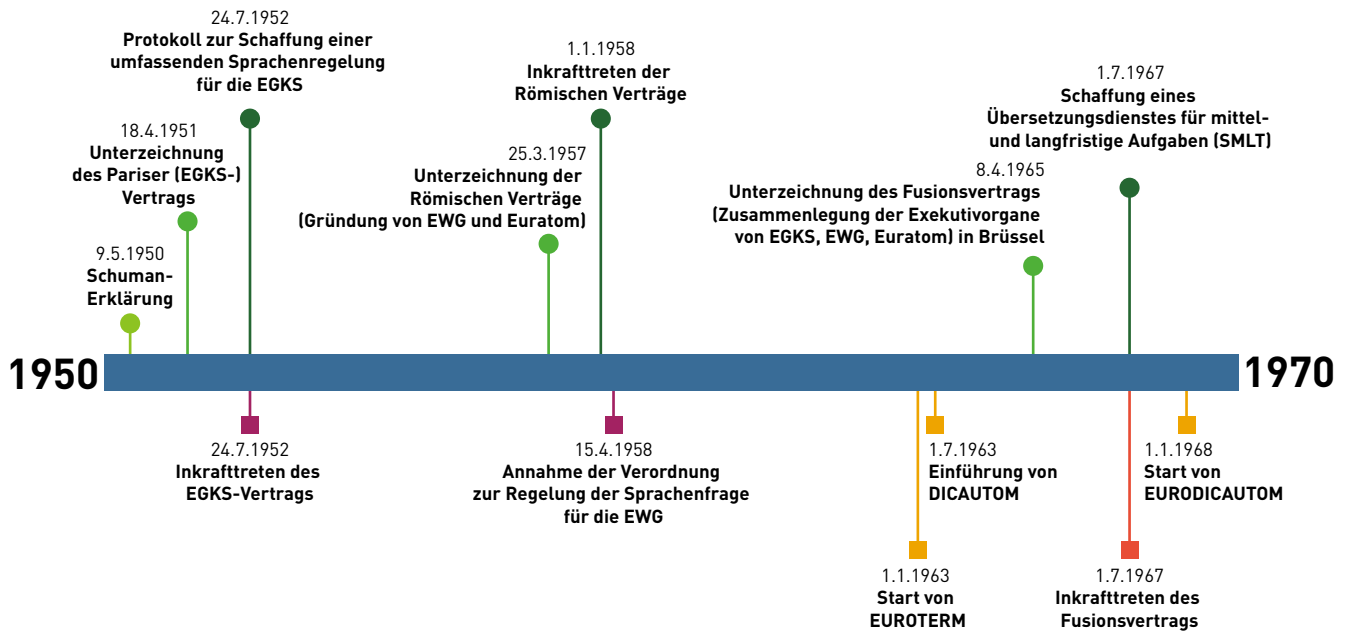 24.7.1952
Protokoll zur Schaffung einer
umfassenden Sprachenregelung
für die EGKS
18.4.1951
Unterzeichnung
des Pariser (EGKS-)
Vertrags
9.5.1950
Schuman-
Erklärung
1.1.1958
Inkrafttreten der
Römischen Verträge
25.3.1957
Unterzeichnung der
Römischen Verträge
(Gründung von EWG und Euratom)
1.7.1967
Schaffung eines
Übersetzungsdienstes für mittel-
und langfristige Aufgaben (SMLT)
8.4.1965
Unterzeichnung des Fusionsvertrags
(Zusammenlegung der Exekutivorgane
von EGKS, EWG, Euratom) in Brüssel
1950
1970
24.7.1952
Inkrafttreten des
EGKS-Vertrags
15.4.1958
Annahme der Verordnung
zur Regelung der Sprachenfrage
für die EWG
1.7.1963
Einführung von
DICAUTOM
1.1.1968
Start von
EURODICAUTOM
1.1.1963
Start von
EUROTERM
1.7.1967
Inkrafttreten des
Fusionsvertrags